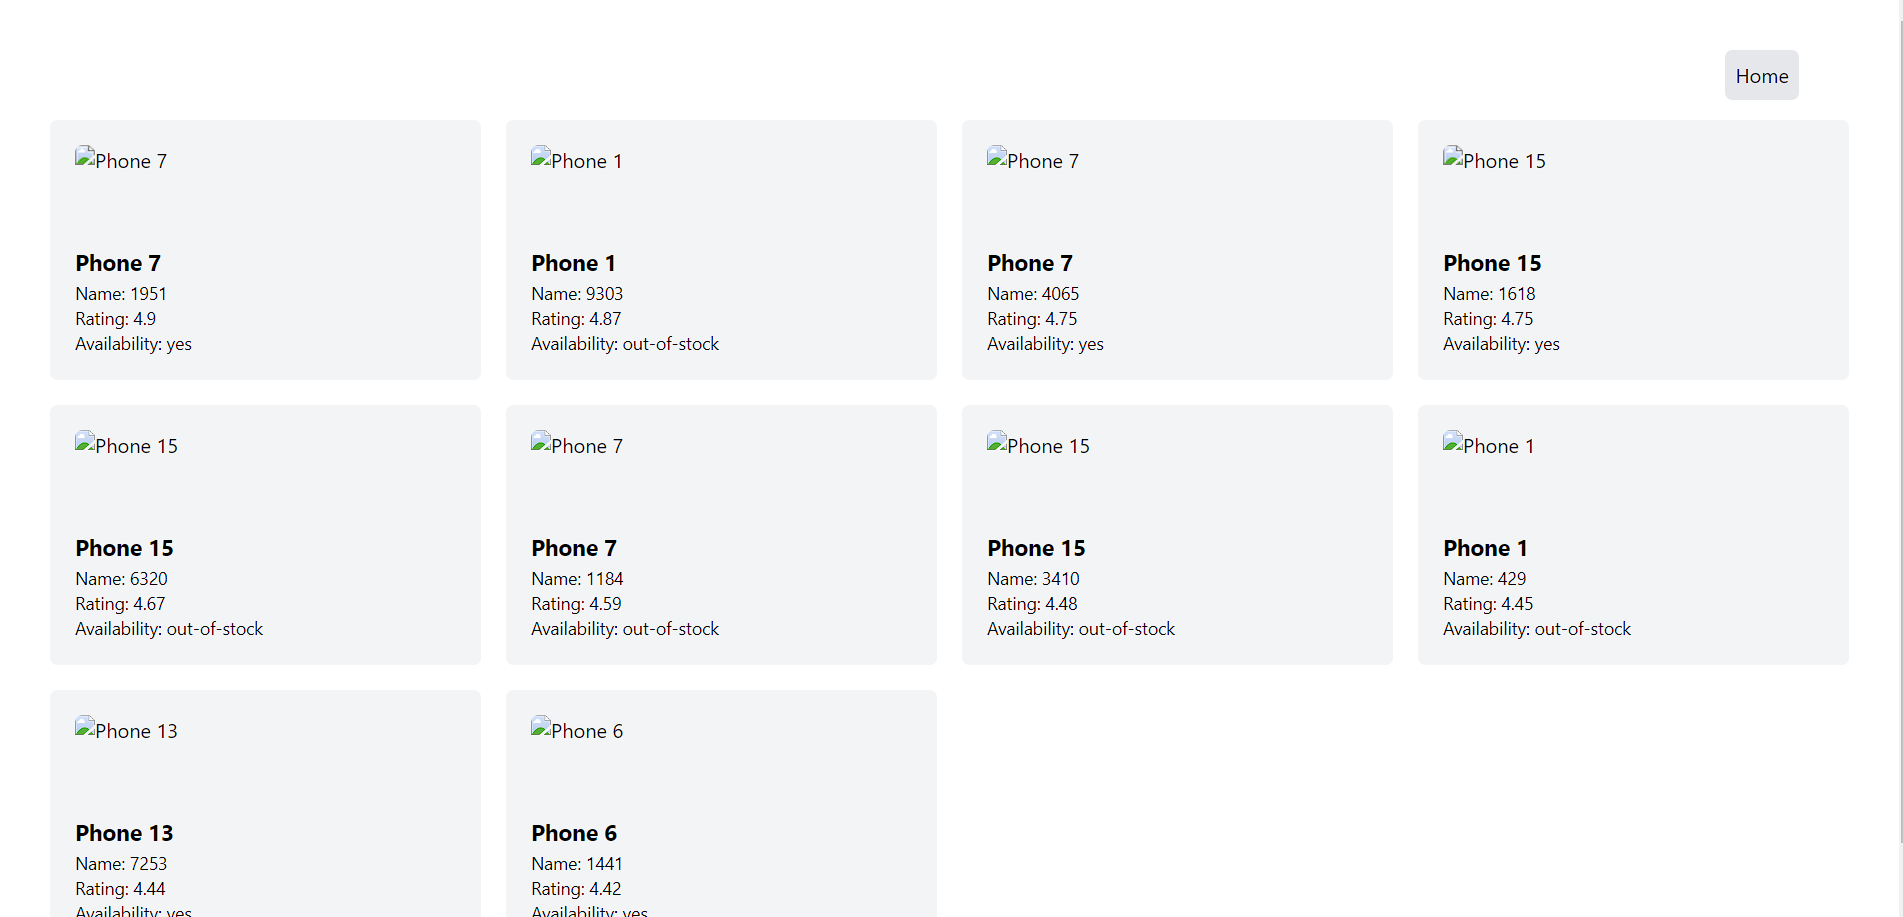 Home
Phone 7
Phone 7
Name: 1951
Rating: 4.9
Availability: yes
Phone 1
Phone 1
Name: 9303
Rating: 4.87
Availability: out-of-stock
Phone 7
Phone 7
Name: 4065
Rating: 4.75
Availability: yes
Phone 15
Phone 15
Name: 1618
Rating: 4.75
Availability: yes
Phone 15
Phone 15
Name: 6320
Rating: 4.67
Availability: out-of-stock
Phone 7
Phone 7
Name: 1184
Rating: 4.59
Availability: out-of-stock
Phone 15
Phone 15
Name: 3410
Rating: 4.48
Availability: out-of-stock
Phone 1
Phone 1
Name: 429
Rating: 4.45
Availability: out-of-stock
Phone 13
Phone 13
Name: 7253
Rating: 4.44
Availability: yes
Phone 6
Phone 6
Name: 1441
Rating: 4.42
Availability: yes